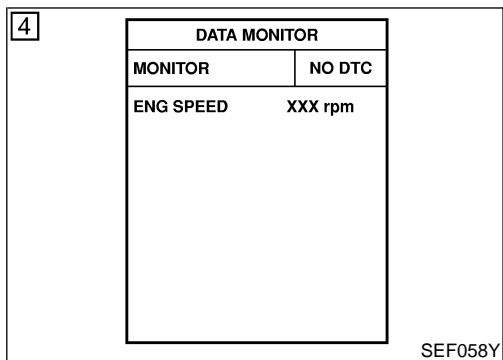 4
DATA MONITOR
MONITOR NO DTC
ENG SPEED XXX rpm
SEF058Y